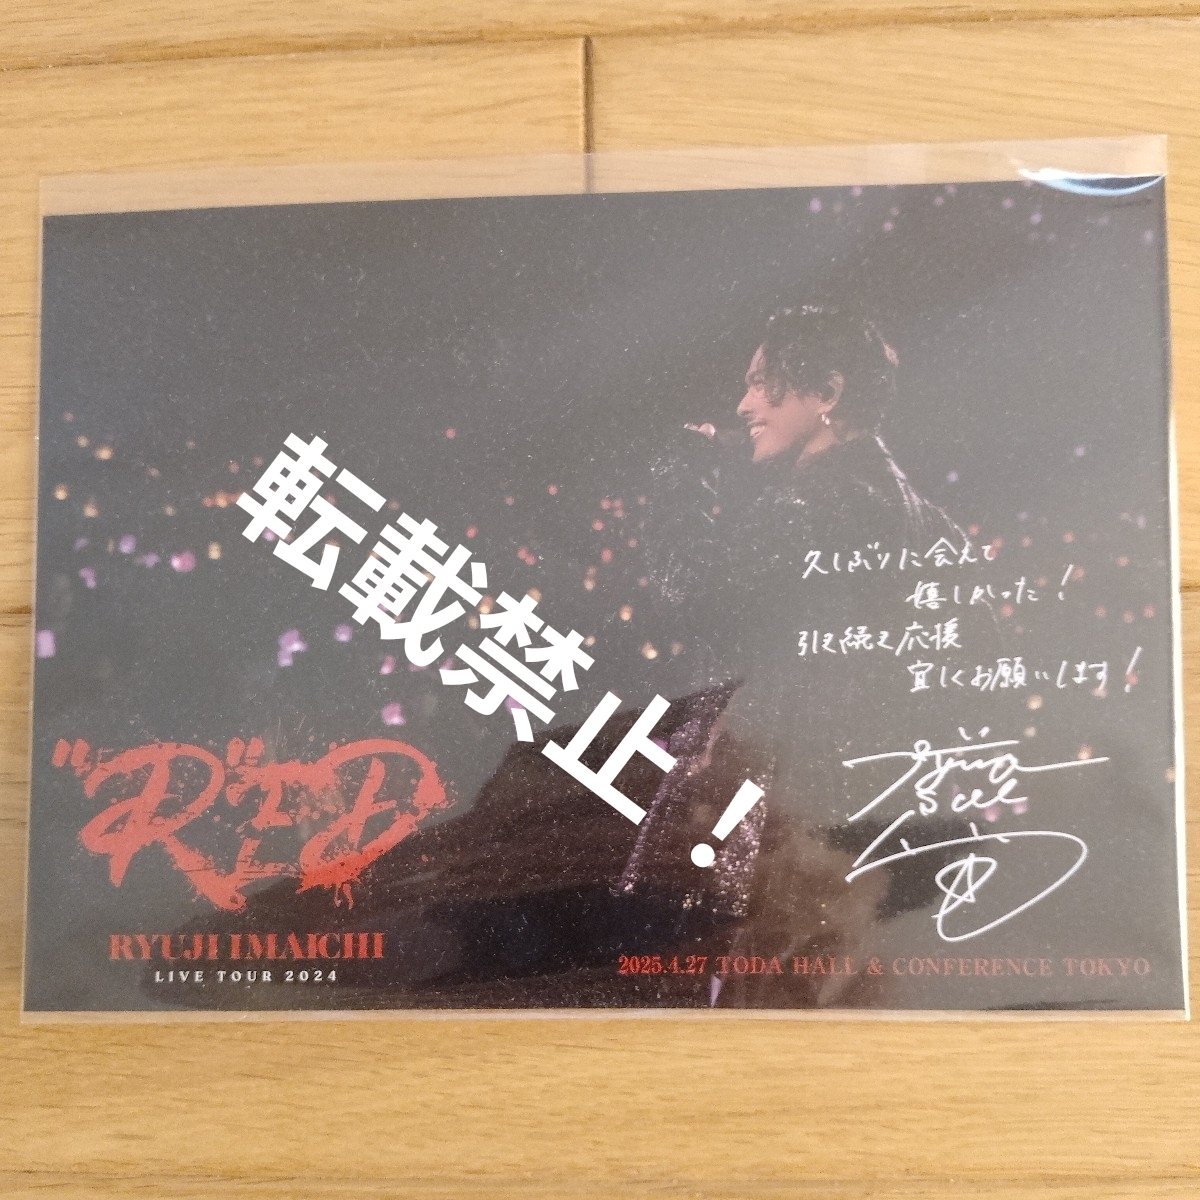 転載禁止！
久しぶりに会えて
嬉しかった！
引き続き応援
宜しくお願いします！
"R"ED
RYUJI IMAICHI
LIVE TOUR 2024
2025.4.27 TODA HALL & CONFERENCE TOKYO